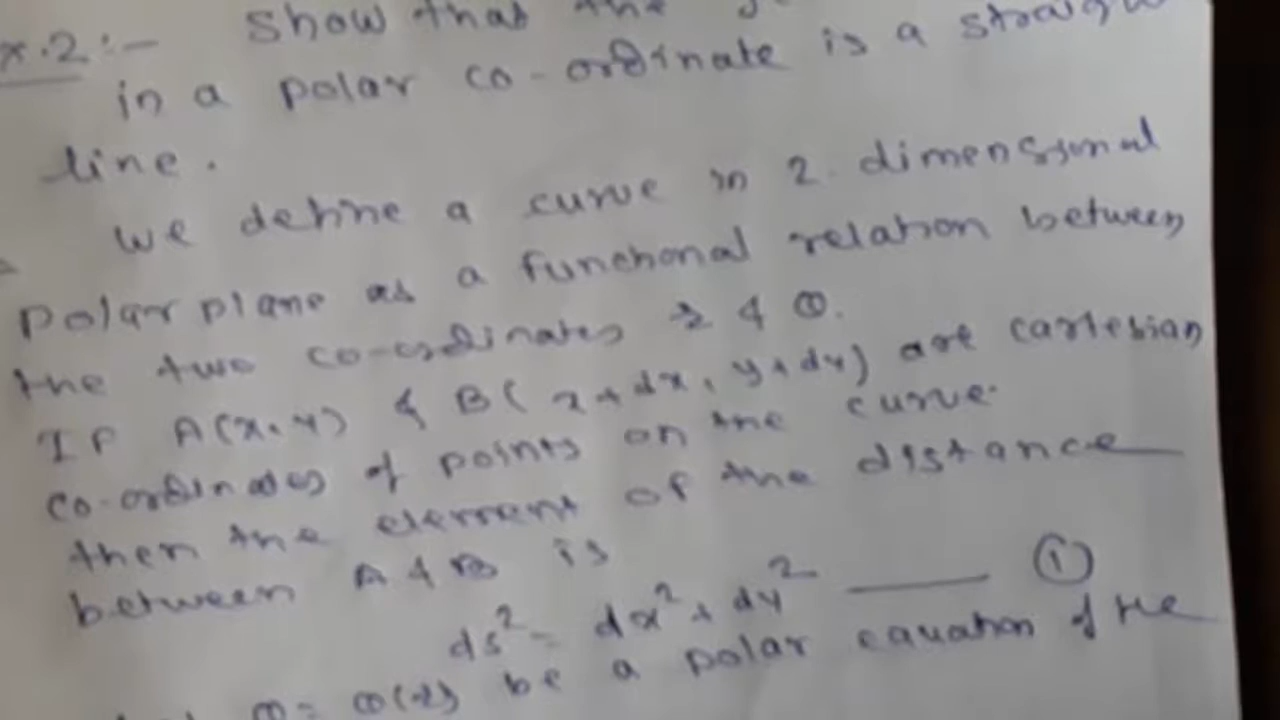 x.2:- Show that the
in a polar co-ordinate is a straigh
line.
We define a curve in 2. dimensional
polar plane as a functional relation between
the two co-ordinates r & θ.
If A(x,y) & B(x+dx, y+dy) are cartesian
co-ordinates of points on the curve.
then the element of the distance
between A & B is
ds² = dx² + dy² ——— ①
θ = θ(r) be a polar equation of the